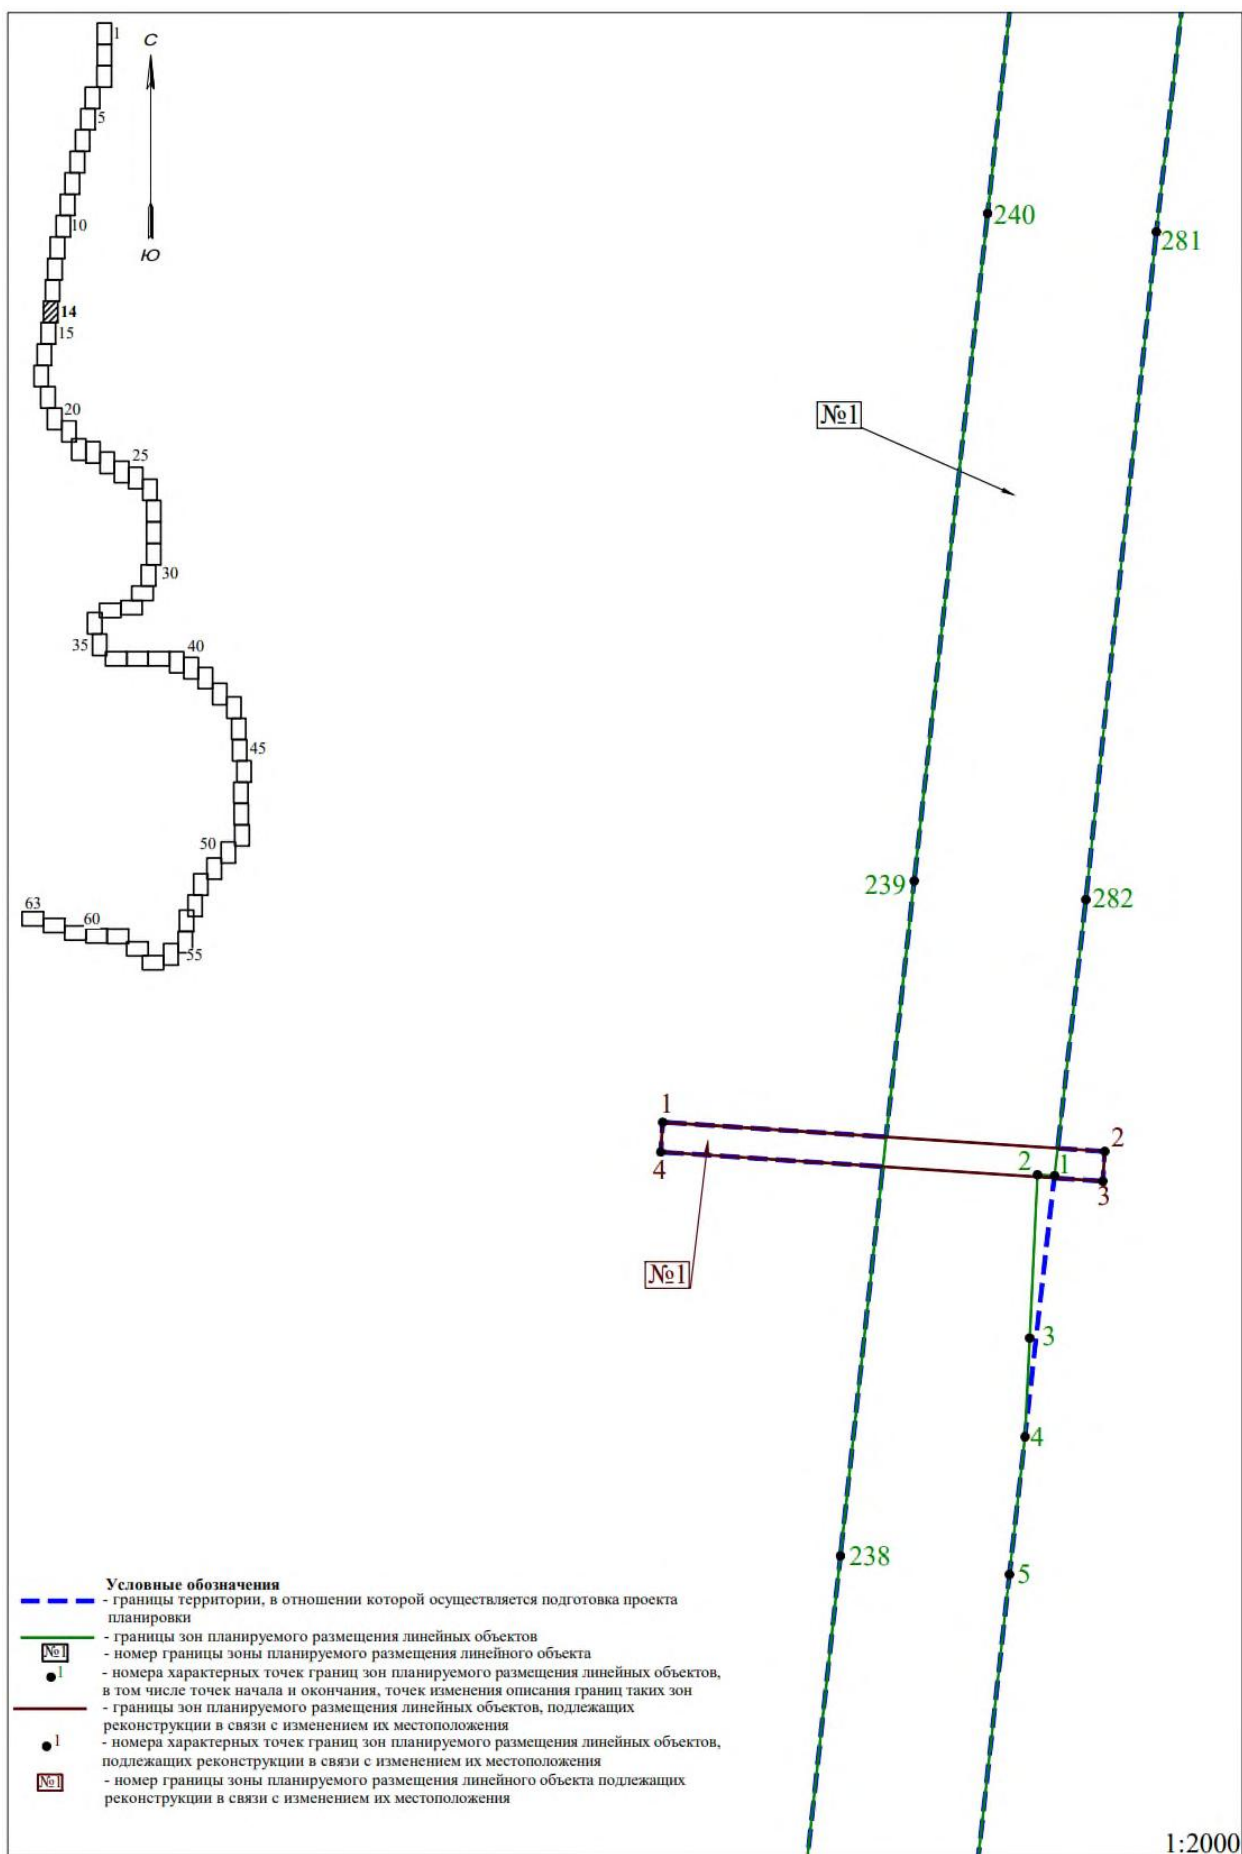 1
С
5
10
Ю
14
15
20
25
30
35
40
45
50
63
60
55
240
281
№1
239
282
1
2
4
2
1
3
№1
3
4
238
5
Условные обозначения
- границы территории, в отношении которой осуществляется подготовка проекта
планировки
- границы зон планируемого размещения линейных объектов
№1 - номер границы зоны планируемого размещения линейного объекта
1 - номера характерных точек границ зон планируемого размещения линейных объектов,
в том числе точек начала и окончания, точек изменения описания границ таких зон
- границы зон планируемого размещения линейных объектов, подлежащих
реконструкции в связи с изменением их местоположения
1 - номера характерных точек границ зон планируемого размещения линейных объектов,
подлежащих реконструкции в связи с изменением их местоположения
№1 - номер границы зоны планируемого размещения линейного объекта подлежащих
реконструкции в связи с изменением их местоположения
1:2000